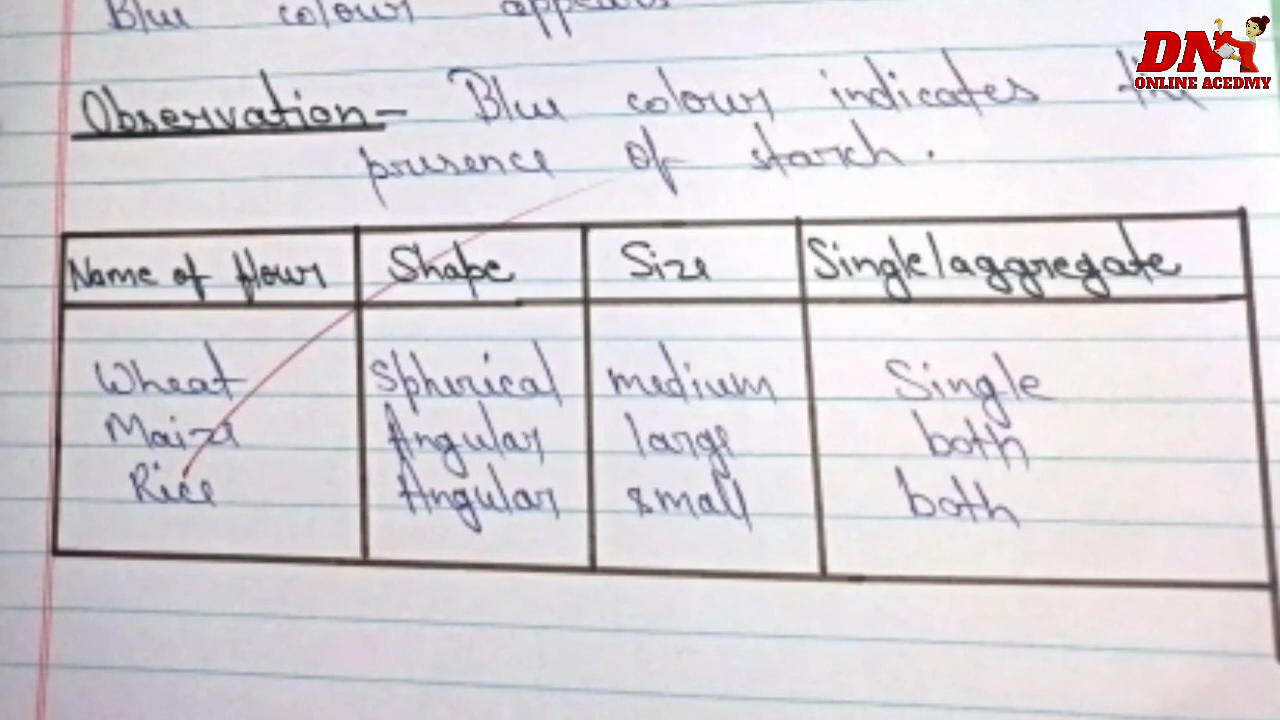 Blue colour appears
DN
ONLINE ACEDMY
Observation - Blue colour indicates the
presence of starch.
Name of flour Shape Size Single/aggregate
Wheat Spherical medium Single
Maize Angular large both
Rice Angular small both